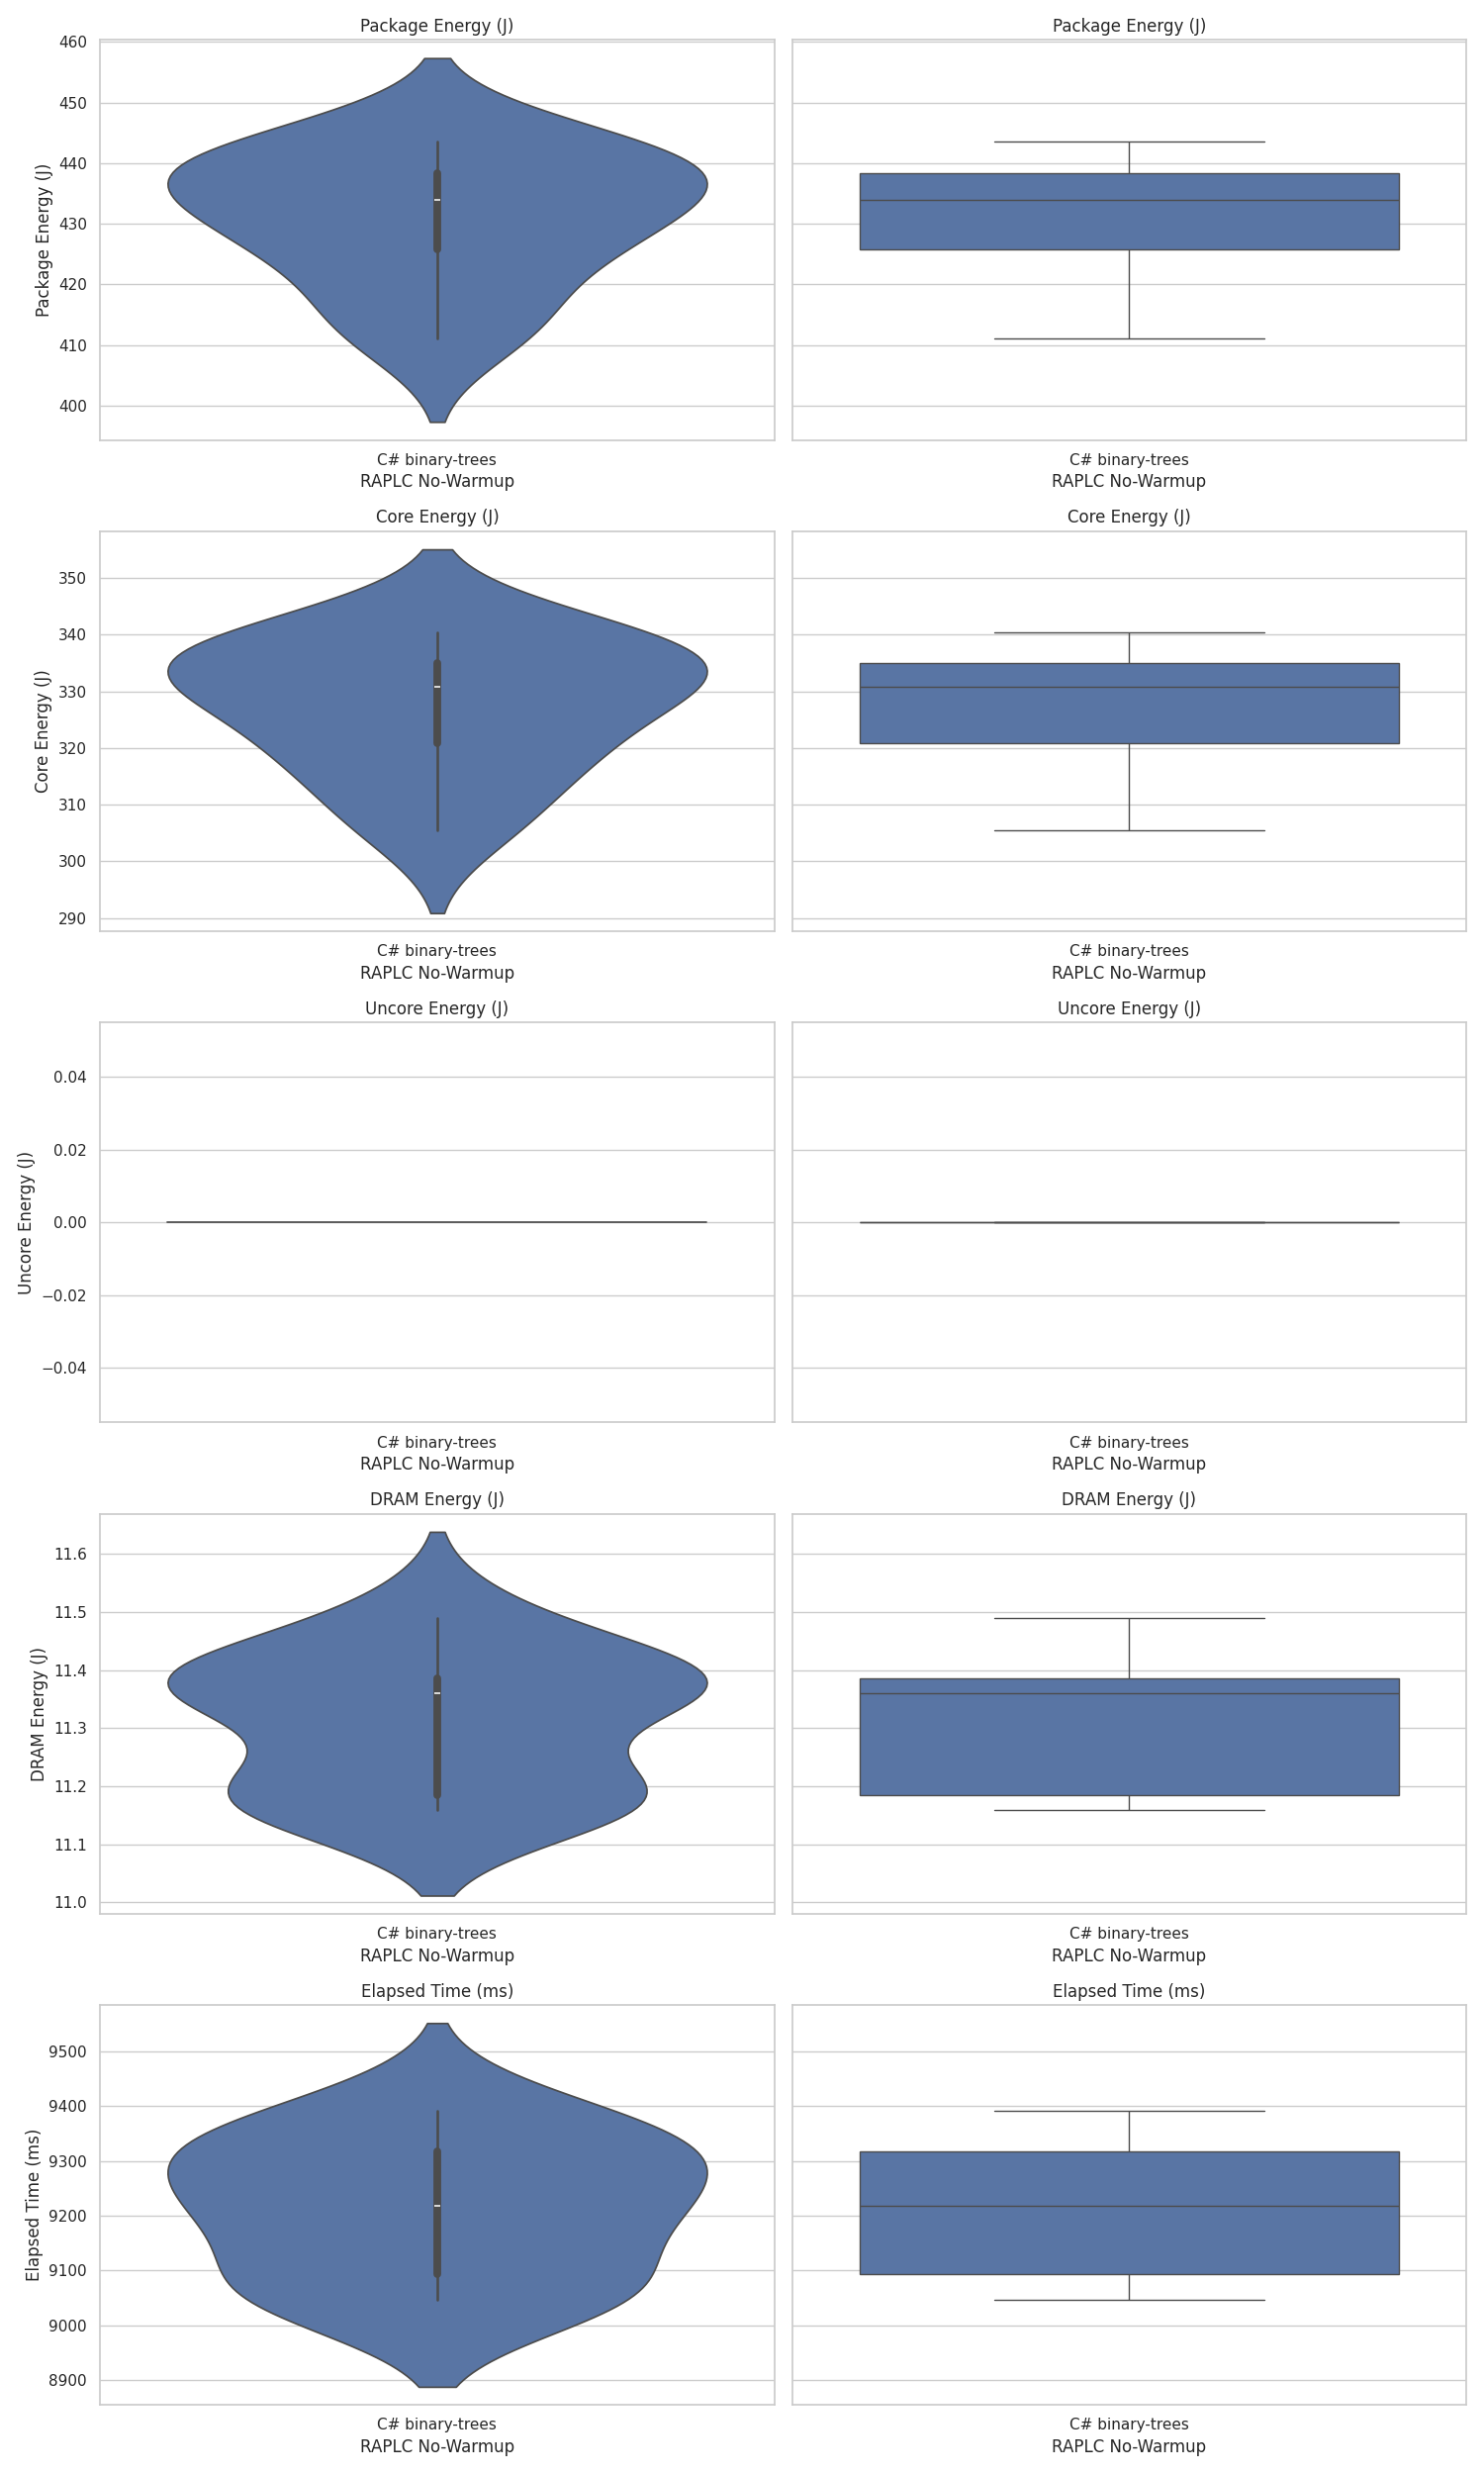 Package Energy (J)
Package Energy (J)
Package Energy (J)
460
450
440
430
420
410
400
C# binary-trees
RAPLC No-Warmup
C# binary-trees
RAPLC No-Warmup
Core Energy (J)
Core Energy (J)
Core Energy (J)
350
340
330
320
310
300
290
C# binary-trees
RAPLC No-Warmup
C# binary-trees
RAPLC No-Warmup
Uncore Energy (J)
Uncore Energy (J)
Uncore Energy (J)
0.04
0.02
0.00
−0.02
−0.04
C# binary-trees
RAPLC No-Warmup
C# binary-trees
RAPLC No-Warmup
DRAM Energy (J)
DRAM Energy (J)
DRAM Energy (J)
11.6
11.5
11.4
11.3
11.2
11.1
11.0
C# binary-trees
RAPLC No-Warmup
C# binary-trees
RAPLC No-Warmup
Elapsed Time (ms)
Elapsed Time (ms)
Elapsed Time (ms)
9500
9400
9300
9200
9100
9000
8900
C# binary-trees
RAPLC No-Warmup
C# binary-trees
RAPLC No-Warmup